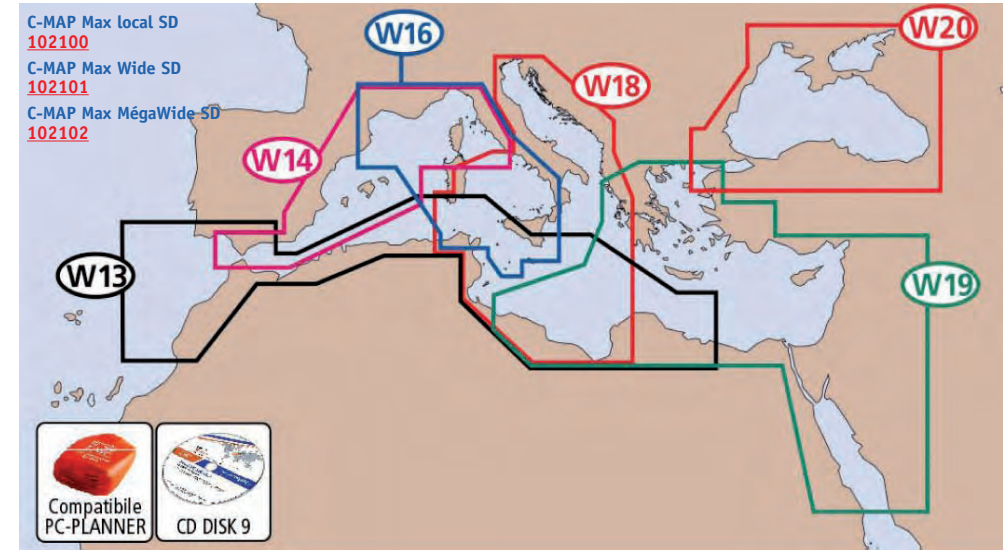 C-MAP Max local SD
102100
C-MAP Max Wide SD
102101
C-MAP Max MégaWide SD
102102
W16
W20
W18
W14
W13
W19
Compatibile
PC-PLANNER
CD DISK 9